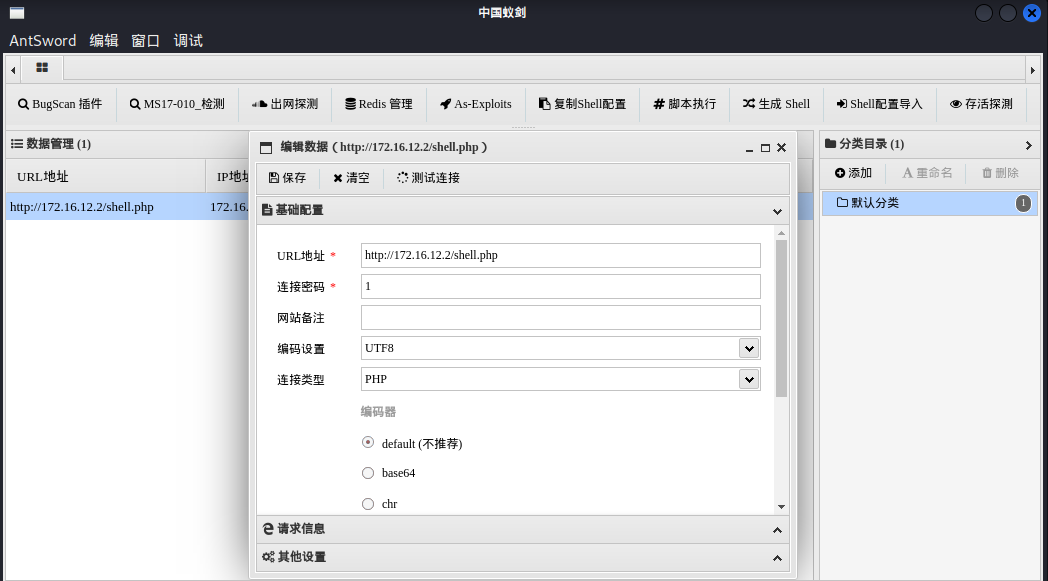 中国蚁剑
AntSword 编辑 窗口 调试
BugScan 插件 MS17-010_检测 出网探测 Redis 管理 As-Exploits 复制Shell配置 脚本执行 生成 Shell Shell配置导入 存活探测
数据管理 (1)
URL地址 IP地
http://172.16.12.2/shell.php 172.16.
编辑数据 ( http://172.16.12.2/shell.php )
保存 清空 测试连接
基础配置
URL地址 * http://172.16.12.2/shell.php
连接密码 * 1
网站备注
编码设置 UTF8
连接类型 PHP
编码器
default (不推荐)
base64
chr
请求信息
其他设置
分类目录 (1)
添加 重命名 删除
默认分类 1